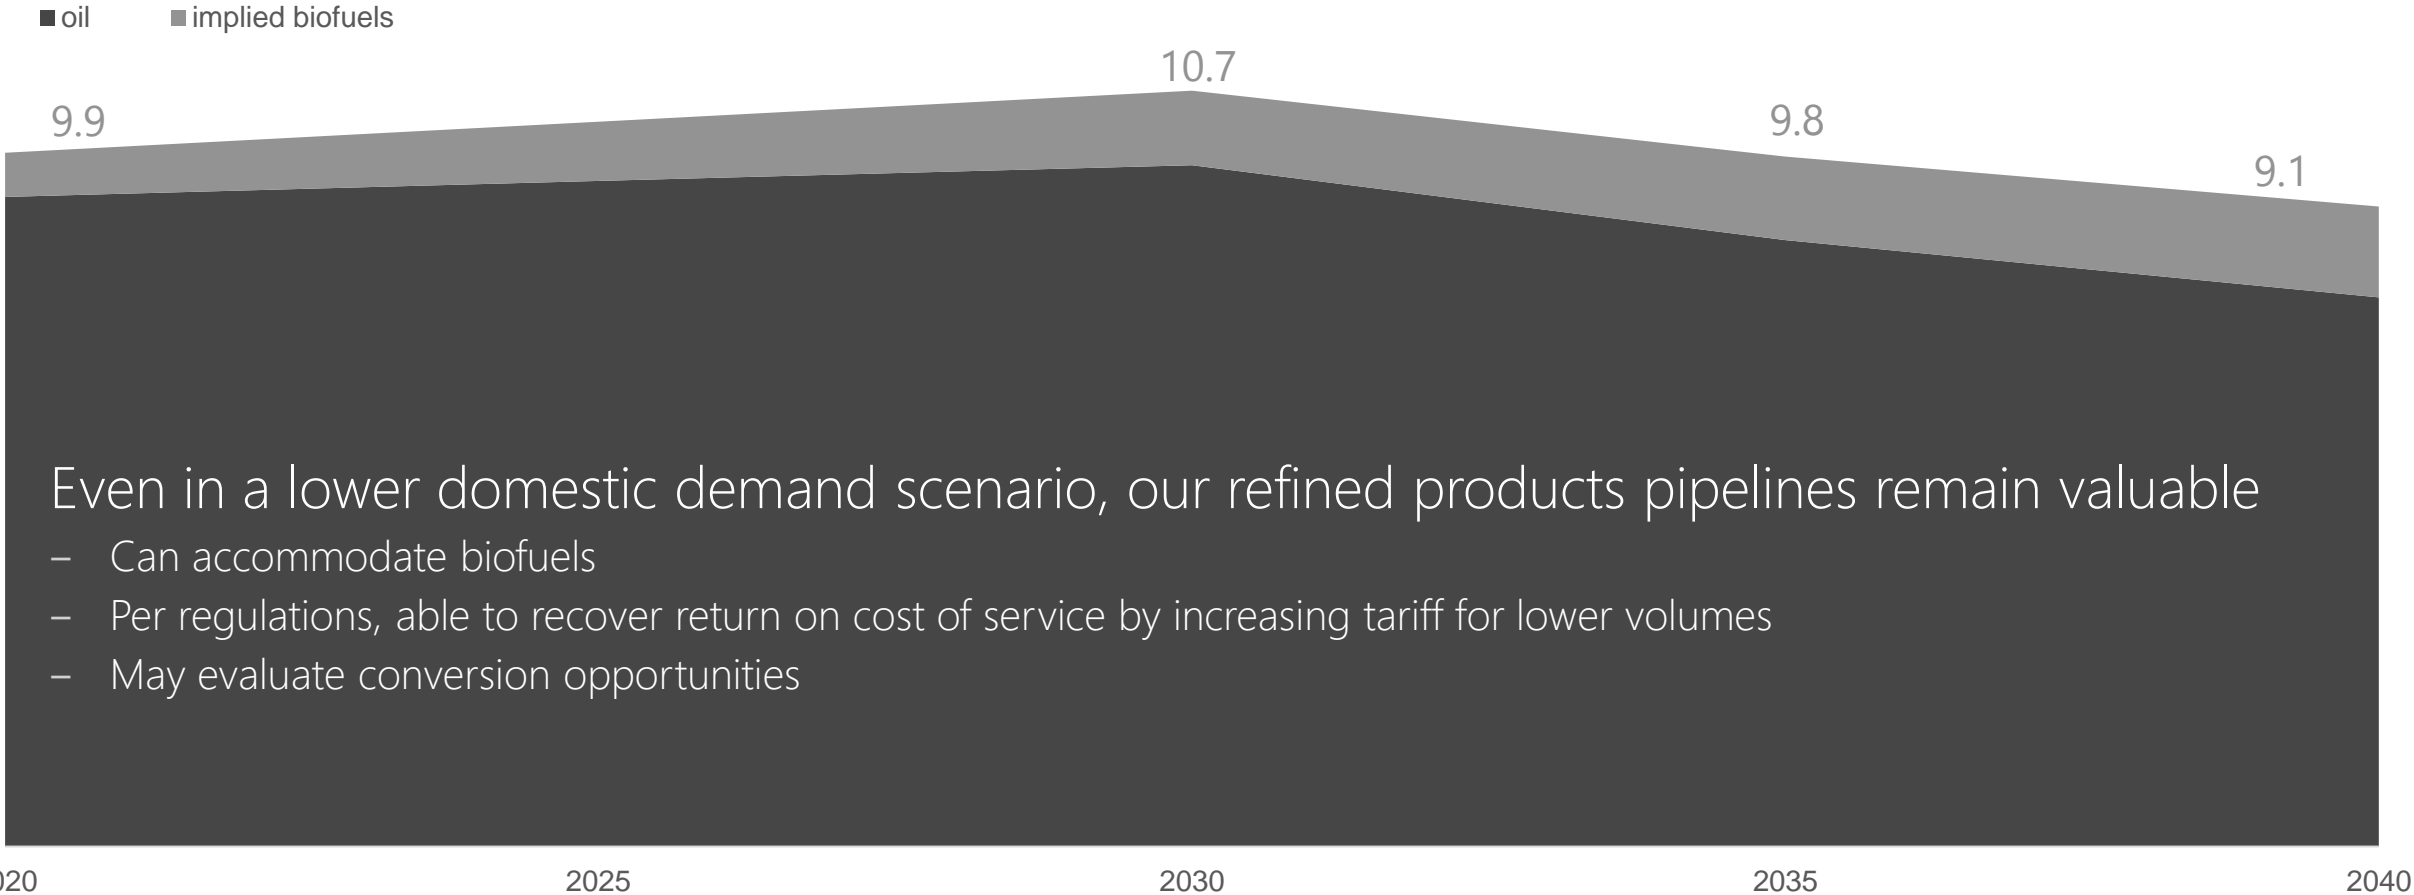 oil implied biofuels
10.7
9.9
9.8
9.1
Even in a lower domestic demand scenario, our refined products pipelines remain valuable
– Can accommodate biofuels
– Per regulations, able to recover return on cost of service by increasing tariff for lower volumes
– May evaluate conversion opportunities
020 2025 2030 2035 2040